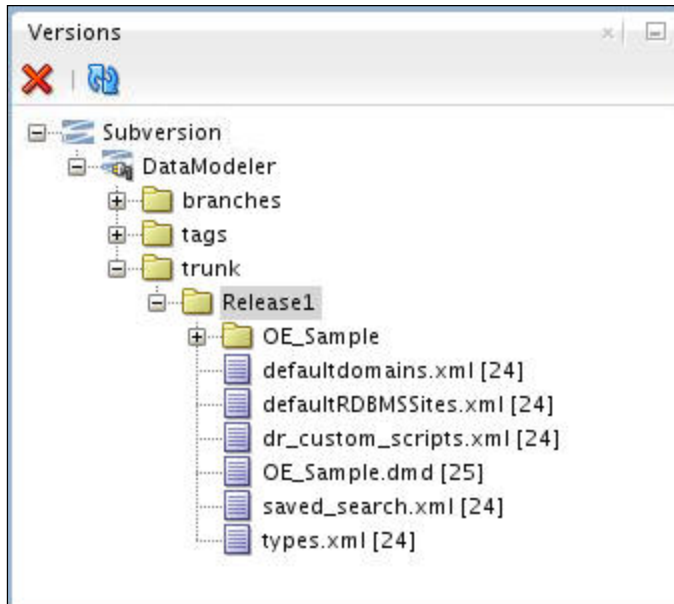 Versions
Subversion
DataModeler
branches
tags
trunk
Release1
OE_Sample
defaultdomains.xml [24]
defaultRDBMSSites.xml [24]
dr_custom_scripts.xml [24]
OE_Sample.dmd [25]
saved_search.xml [24]
types.xml [24]